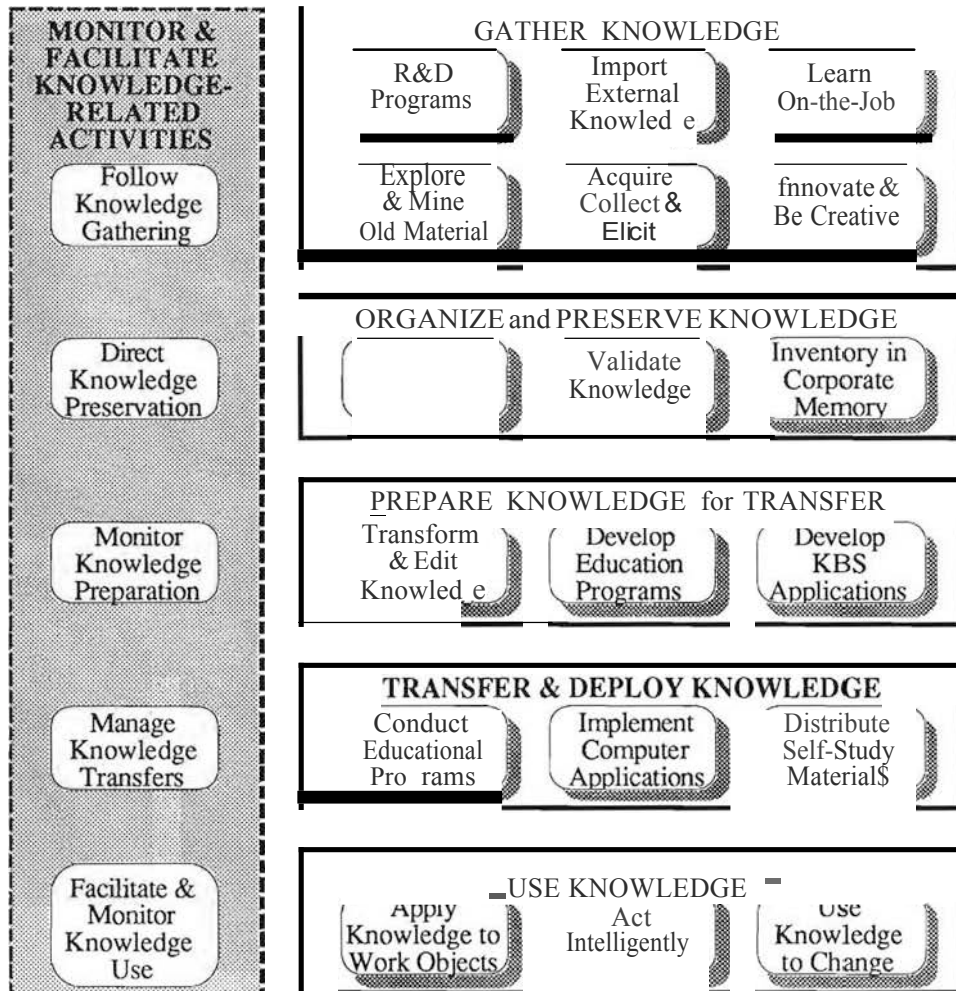 MONITOR &
FACILITATE
KNOWLEDGE-
RELATED
ACTIVITIES
Follow
Knowledge
Gathering
Direct
Knowledge
Preservation
Monitor
Knowledge
Preparation
Manage
Knowledge
Transfers
Facilitate &
Monitor
Knowledge
Use
GATHER KNOWLEDGE
R&D
Programs
Import
External
Knowled e
Learn
On-the-Job
Explore
& Mine
Old Material
Acquire
Collect &
Elicit
fnnovate &
Be Creative
ORGANIZE and PRESERVE KNOWLEDGE
Validate
Knowledge
Inventory in
Corporate
Memory
PREPARE KNOWLEDGE for TRANSFER
Transform
& Edit
Knowled e
Develop
Education
Programs
Develop
KBS
Applications
TRANSFER & DEPLOY KNOWLEDGE
Conduct
Educational
Pro rams
Implement
Computer
Applications
Distribute
Self-Study
Material$
USE KNOWLEDGE
Apply
Knowledge to
Work Objects
Act
Intelligently
Use
Knowledge
to Change